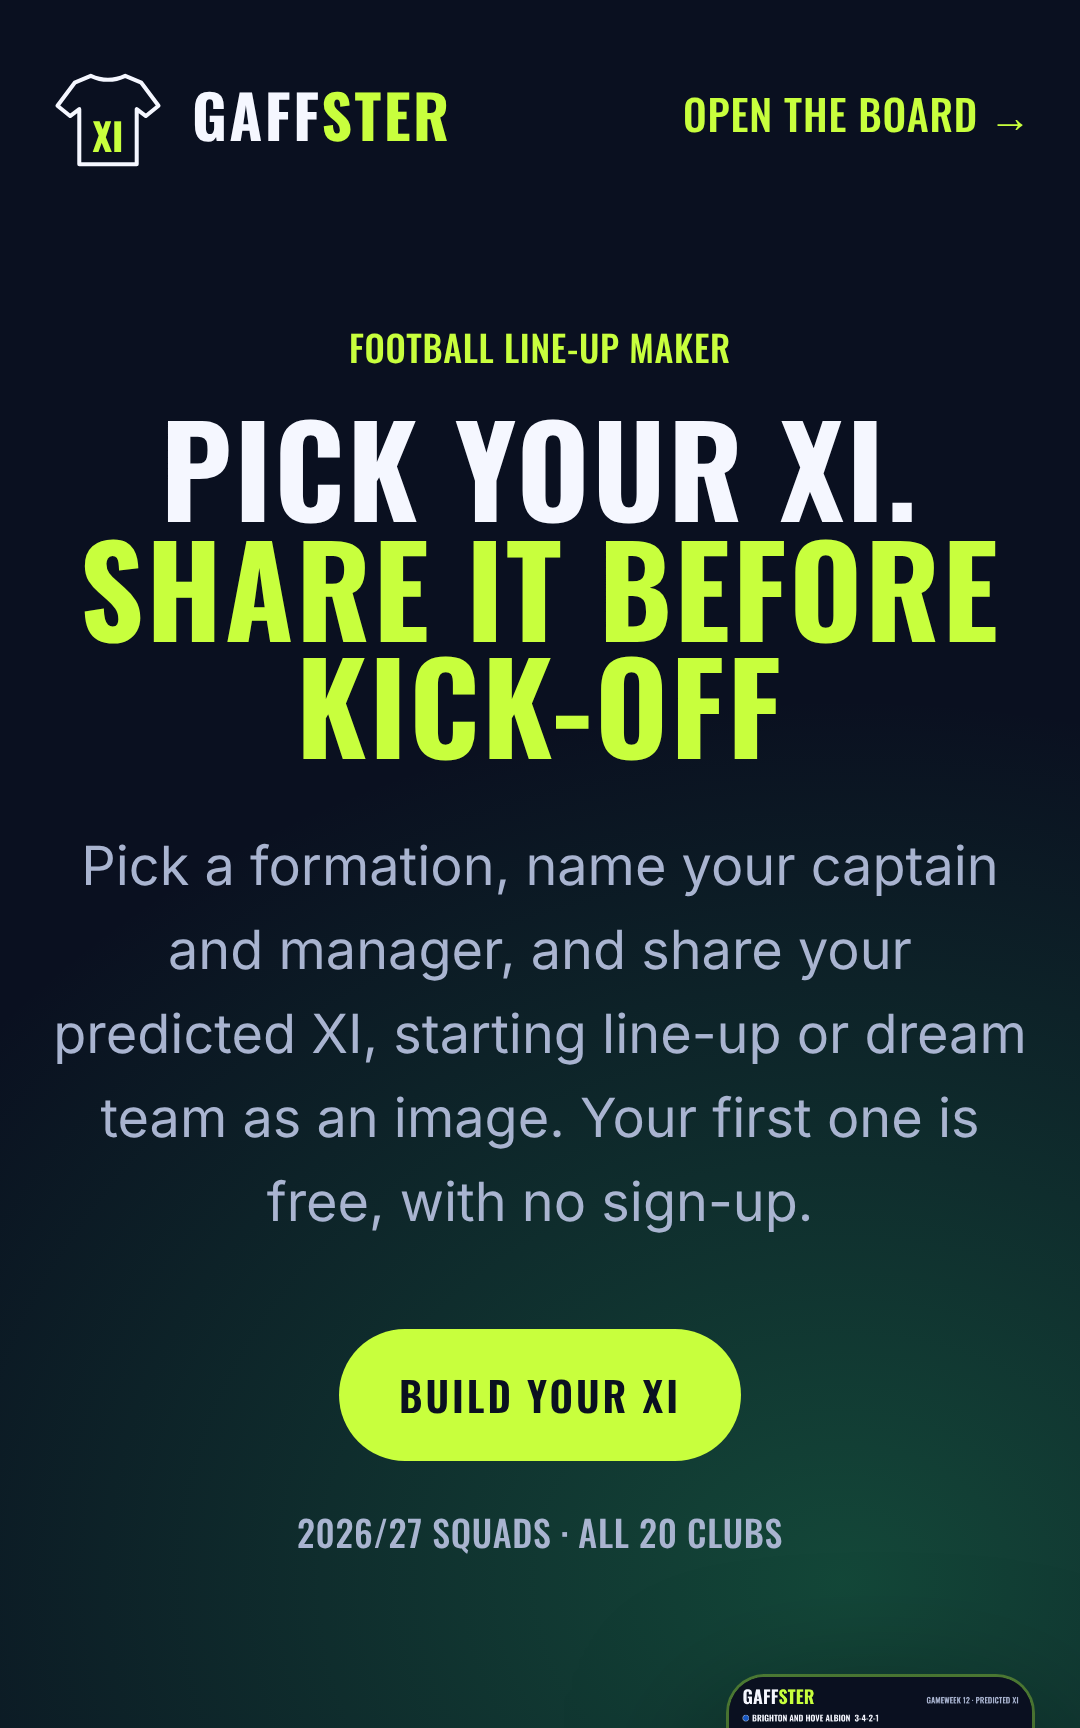 XI
GAFFSTER
OPEN THE BOARD →
FOOTBALL LINE-UP MAKER
PICK YOUR XI.
SHARE IT BEFORE
KICK-OFF
Pick a formation, name your captain
and manager, and share your
predicted XI, starting line-up or dream
team as an image. Your first one is
free, with no sign-up.
BUILD YOUR XI
2026/27 SQUADS · ALL 20 CLUBS
GAFFSTER
GAMEWEEK 12 · PREDICTED XI
BRIGHTON AND HOVE ALBION 3-4-2-1